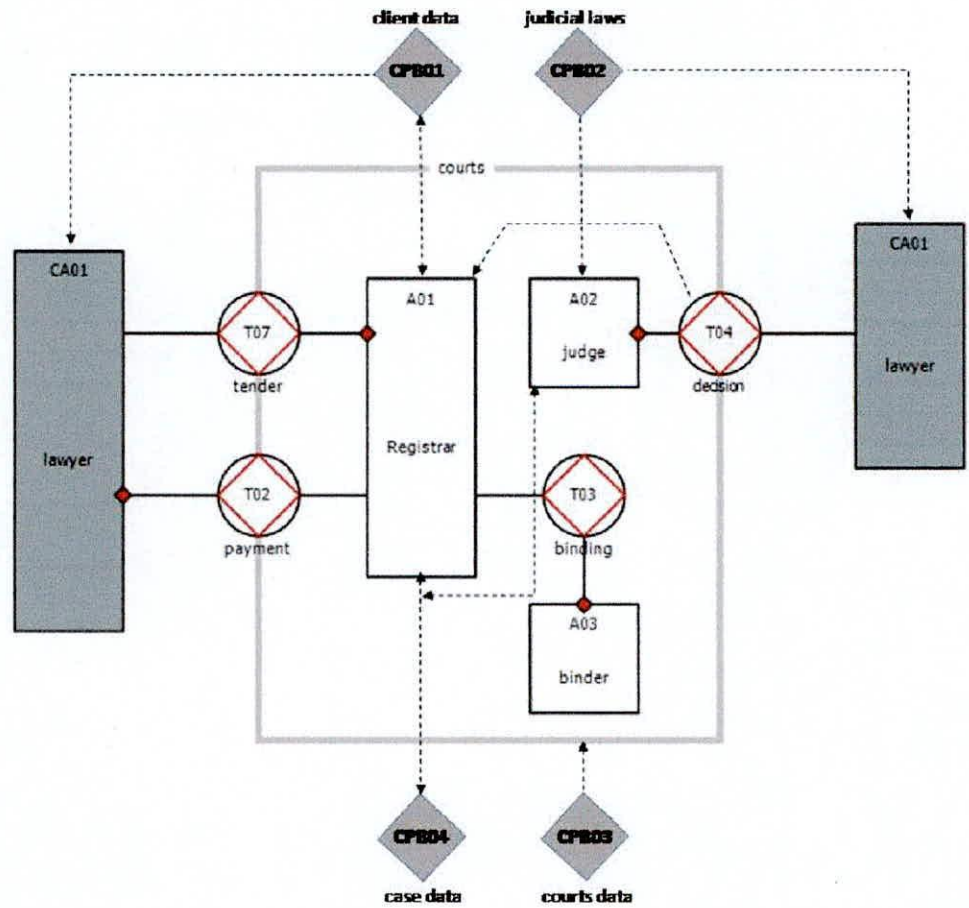 client data
judicial laws
CPB01
CPB02
courts
CA01
CA01
A01
A02
T07
T04
judge
lawyer
tender
decision
Registrar
lawyer
T02
T03
payment
binding
A03
binder
CPB04
CPB03
case data
courts data